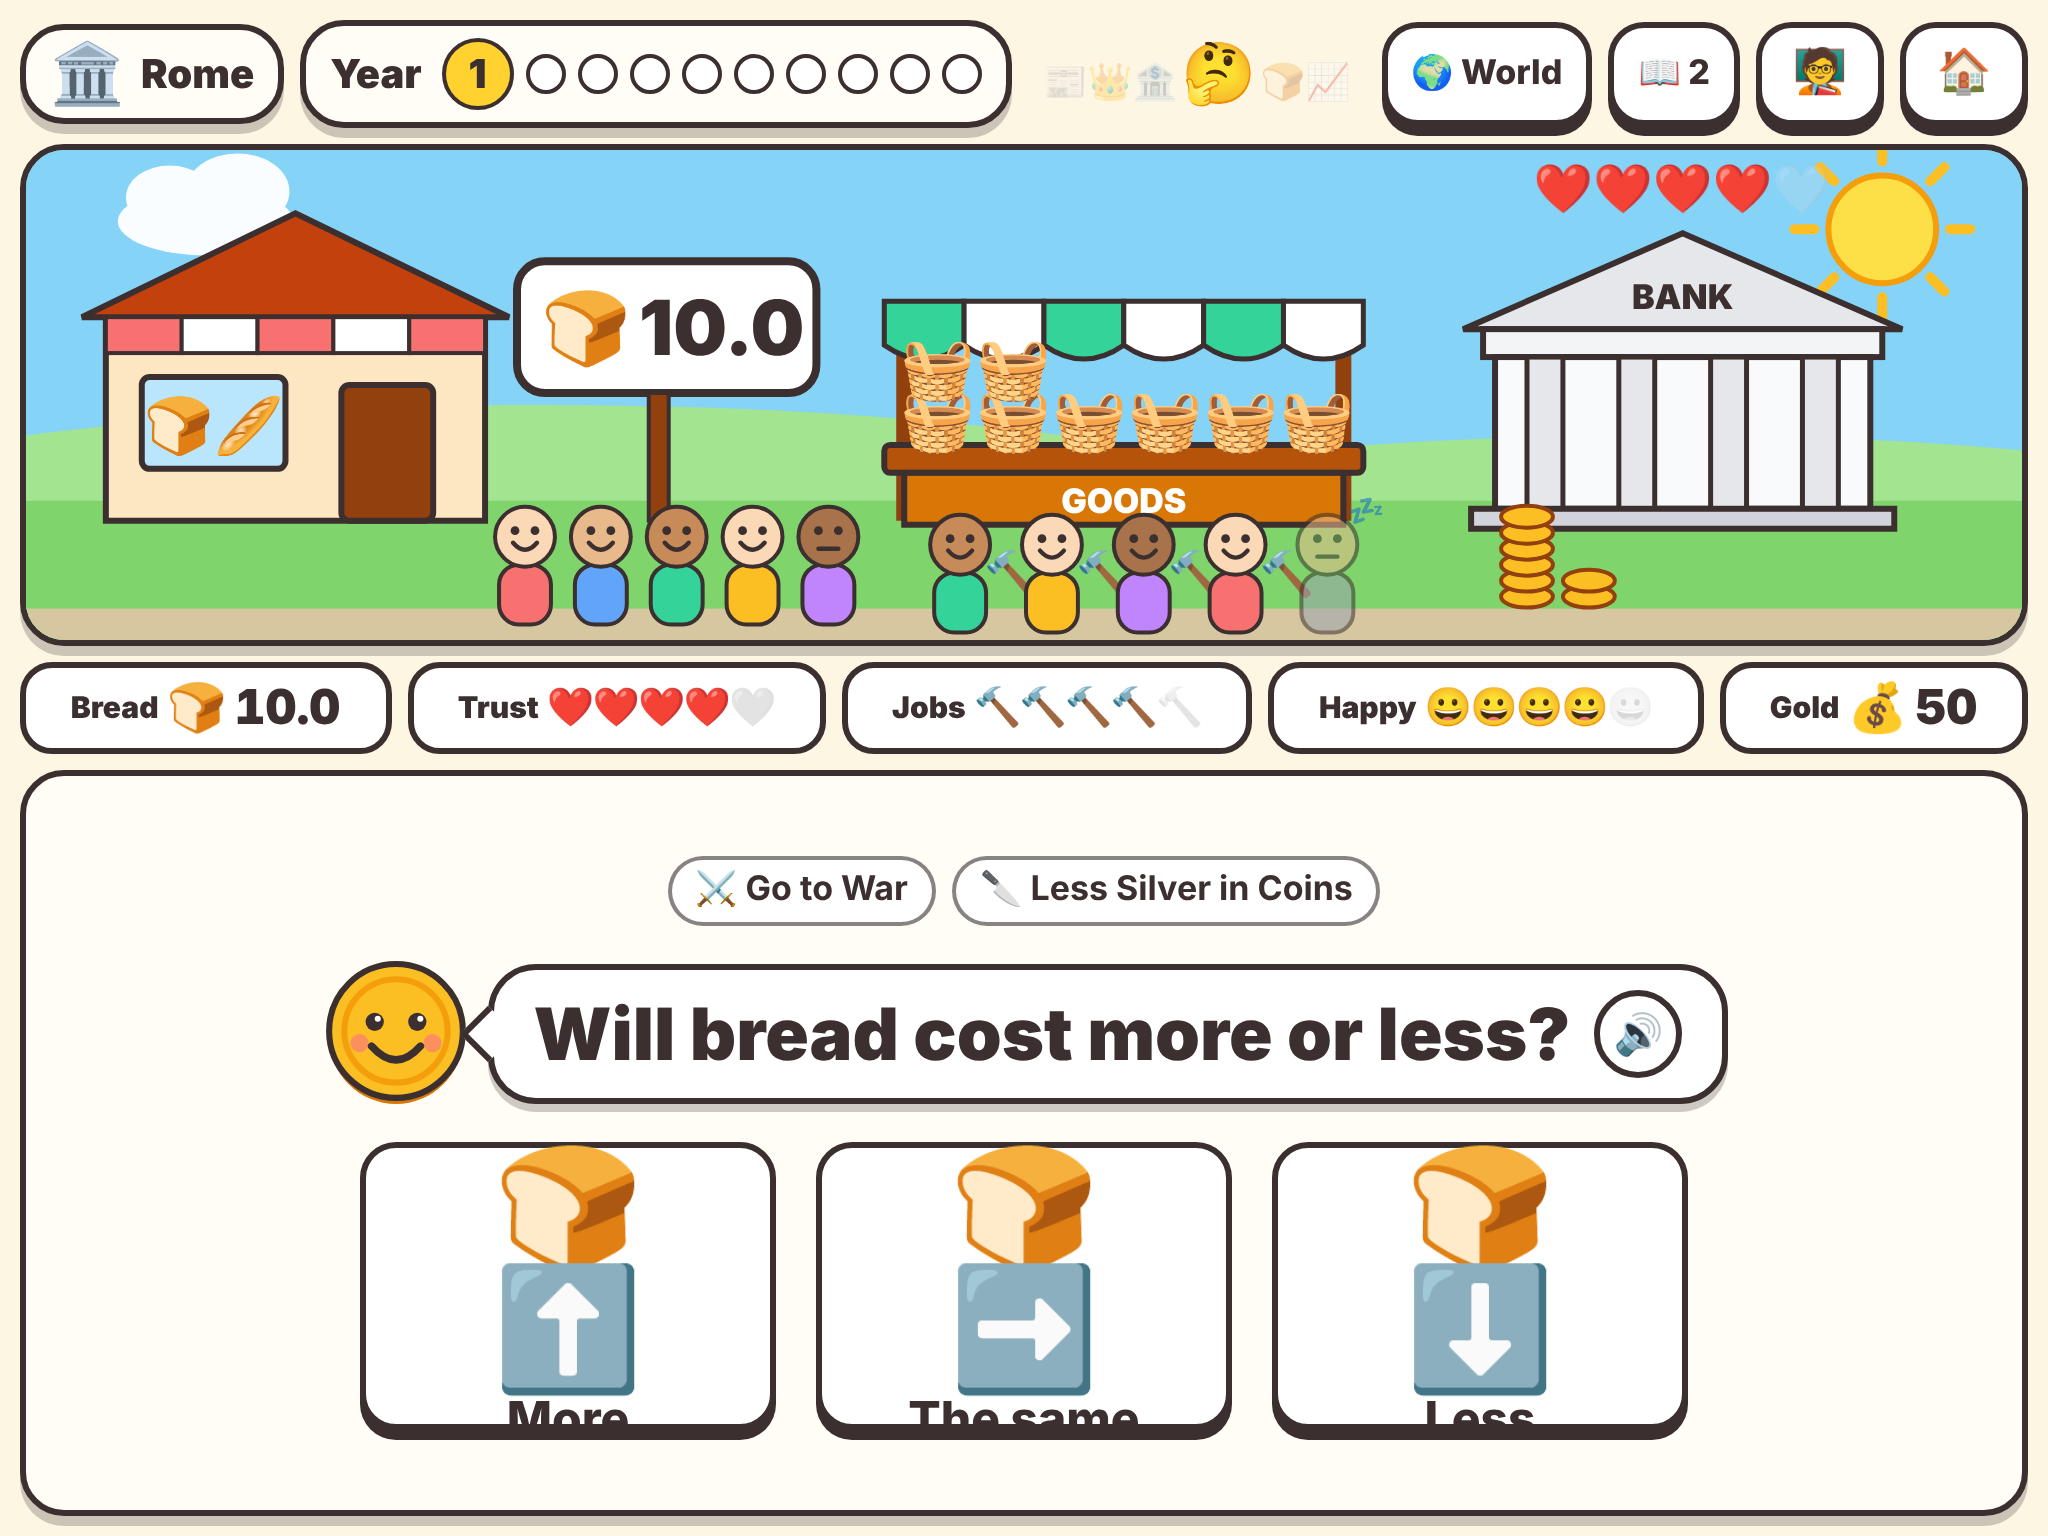 Rome
Year 1
World
2
BANK
10.0
GOODS
zzz
Bread 10.0
Trust
Jobs
Happy
Gold 50
Go to War
Less Silver in Coins
Will bread cost more or less?
More
The same
Less